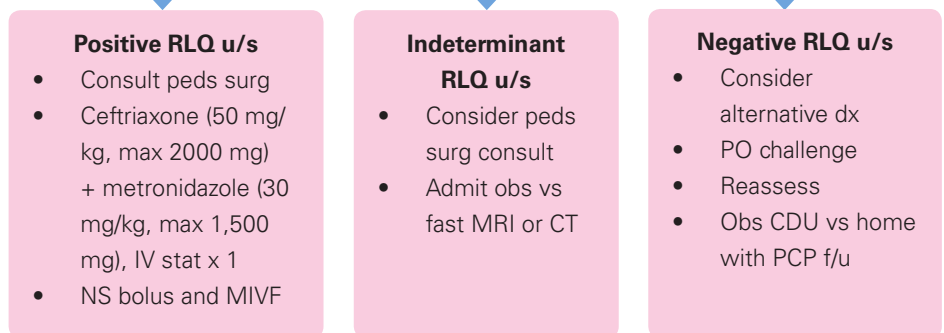 Positive RLQ u/s
• Consult peds surg
• Ceftriaxone (50 mg/
kg, max 2000 mg)
+ metronidazole (30
mg/kg, max 1,500
mg), IV stat x 1
• NS bolus and MIVF
Indeterminant
RLQ u/s
• Consider peds
surg consult
• Admit obs vs
fast MRI or CT
Negative RLQ u/s
• Consider
alternative dx
• PO challenge
• Reassess
• Obs CDU vs home
with PCP f/u